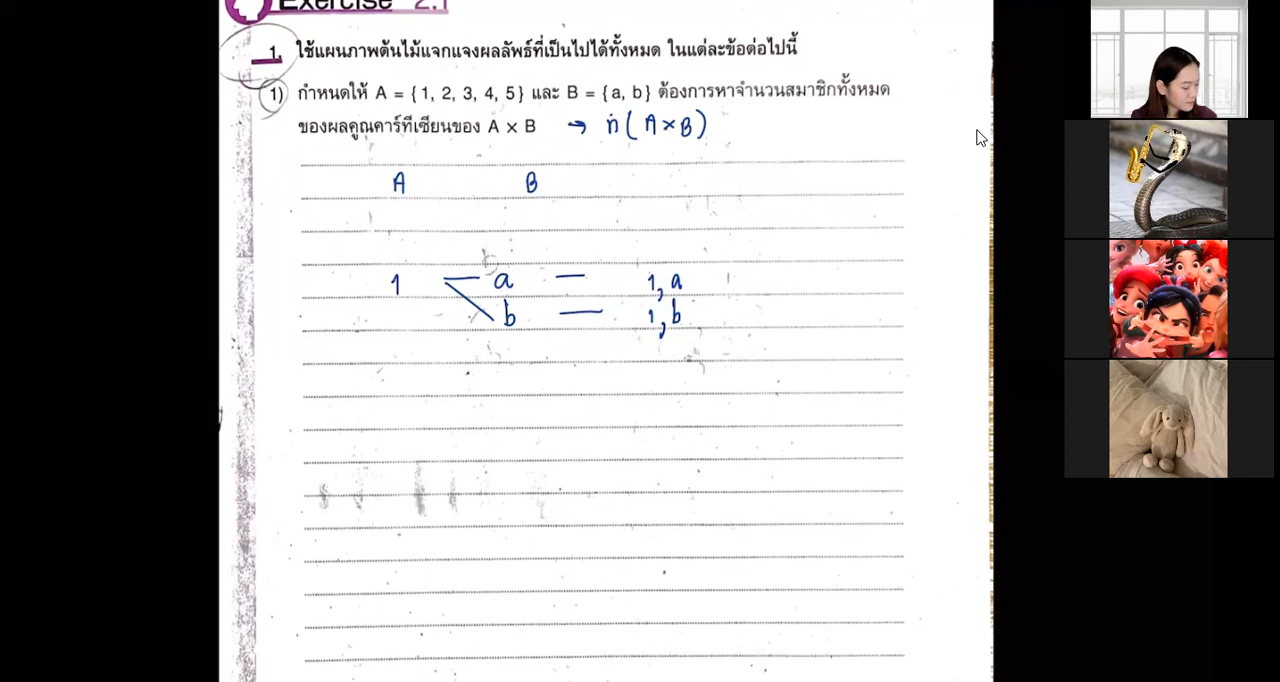 Exercise 2.1
1. ใช้แผนภาพต้นไม้แจกแจงผลลัพธ์ที่เป็นไปได้ทั้งหมด ในแต่ละข้อต่อไปนี้
1) กำหนดให้ A = {1, 2, 3, 4, 5} และ B = {a, b} ต้องการหาจำนวนสมาชิกทั้งหมด
ของผลคูณคาร์ทีเซียนของ A × B → n(A×B)
A B
1 a — 1,a
b — 1,b